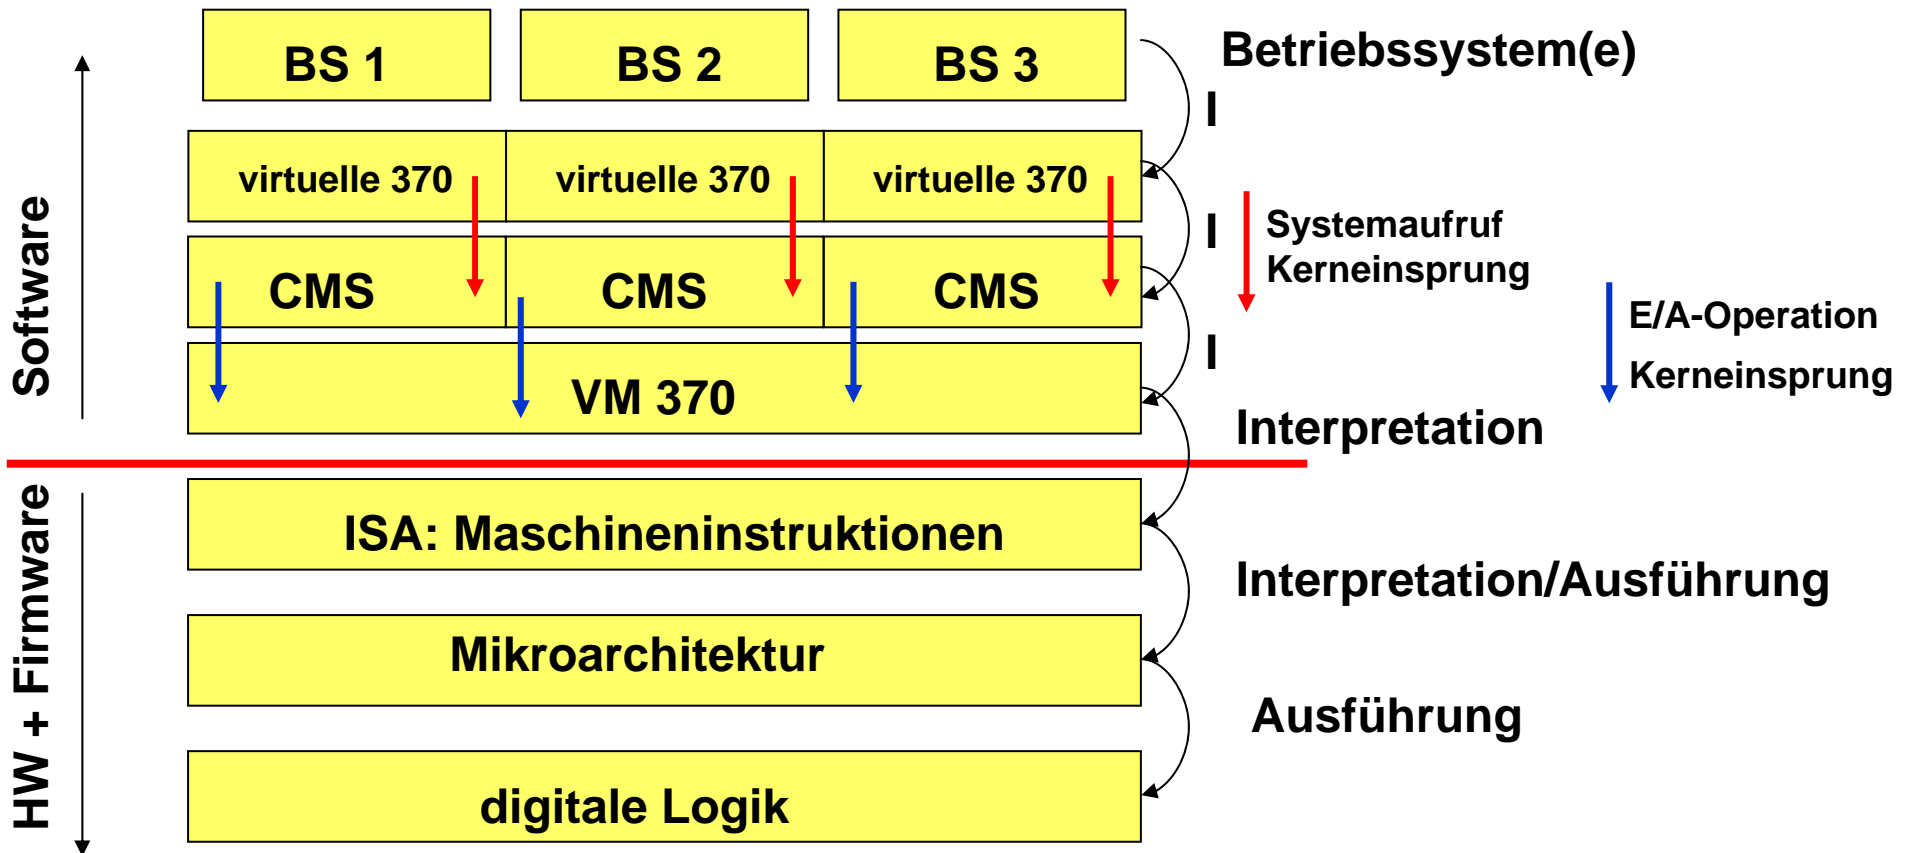 BS 1
BS 2
BS 3
Betriebssystem(e)
I
virtuelle 370
virtuelle 370
virtuelle 370
I
Systemaufruf
Kerneinsprung
CMS
CMS
CMS
E/A-Operation
Kerneinsprung
I
VM 370
Interpretation
Software
ISA: Maschineninstruktionen
Interpretation/Ausführung
Mikroarchitektur
Ausführung
digitale Logik
HW + Firmware